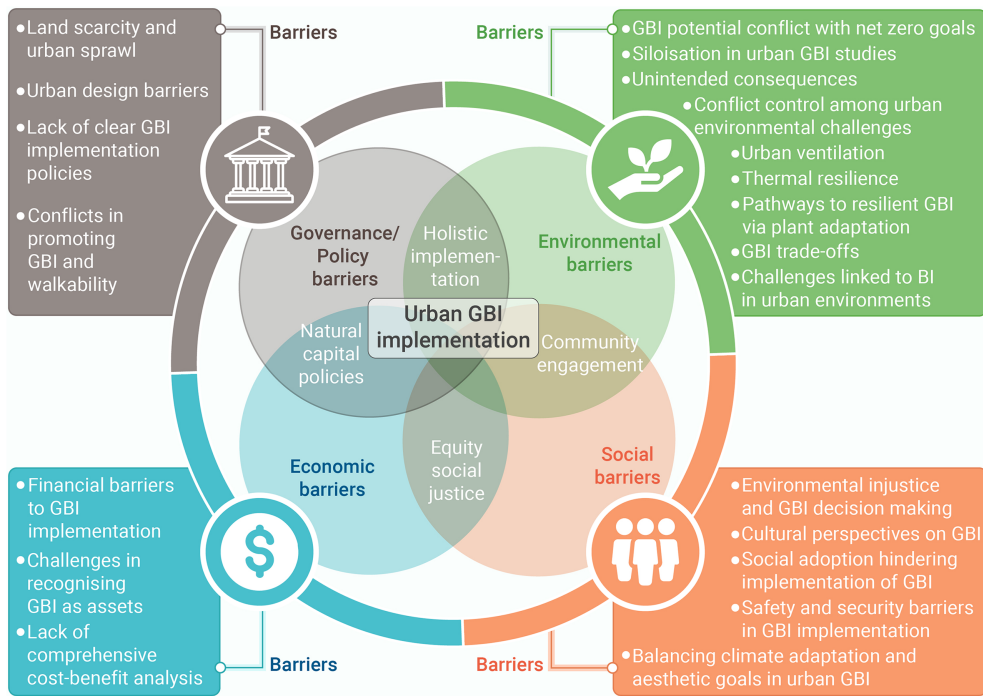 • Land scarcity and
urban sprawl
• Urban design barriers
• Lack of clear GBI
implementation
policies
• Conflicts in
promoting
GBI and
walkability
Barriers
Barriers
• GBI potential conflict with net zero goals
• Siloisation in urban GBI studies
• Unintended consequences
• Conflict control among urban
environmental challenges
• Urban ventilation
• Thermal resilience
• Pathways to resilient GBI
via plant adaptation
• GBI trade-offs
• Challenges linked to BI
in urban environments
Governance/
Policy
barriers
Holistic
implemen-
tation
Environmental
barriers
Urban GBI
implementation
Natural
capital
policies
Community
engagement
Economic
barriers
Equity
social
justice
Social
barriers
• Financial barriers
to GBI
implementation
• Challenges in
recognising
GBI as assets
• Lack of
comprehensive
cost-benefit analysis
$
Barriers
Barriers
• Environmental injustice
and GBI decision making
• Cultural perspectives on GBI
• Social adoption hindering
implementation of GBI
• Safety and security barriers
in GBI implementation
• Balancing climate adaptation and
aesthetic goals in urban GBI